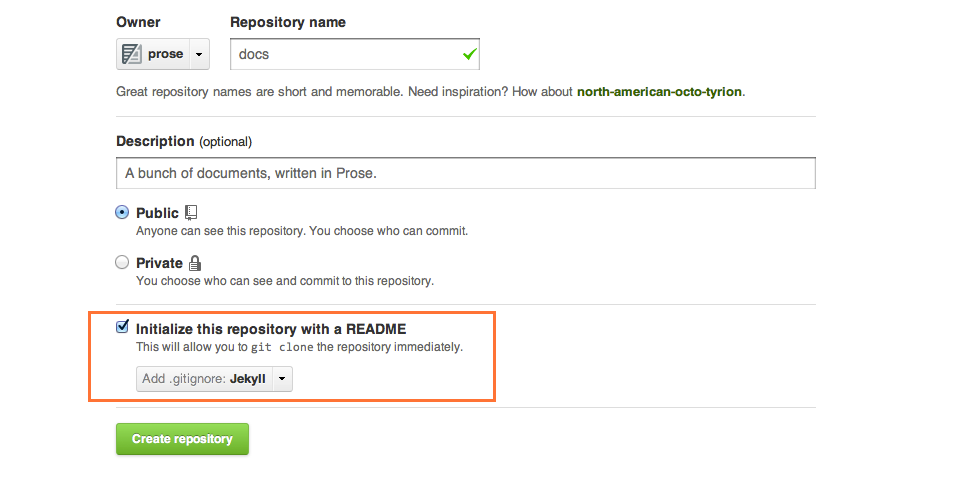 Owner Repository name
prose docs
Great repository names are short and memorable. Need inspiration? How about north-american-octo-tyrion.
Description (optional)
A bunch of documents, written in Prose.
Public
Anyone can see this repository. You choose who can commit.
Private
You choose who can see and commit to this repository.
Initialize this repository with a README
This will allow you to git clone the repository immediately.
Add .gitignore: Jekyll
Create repository